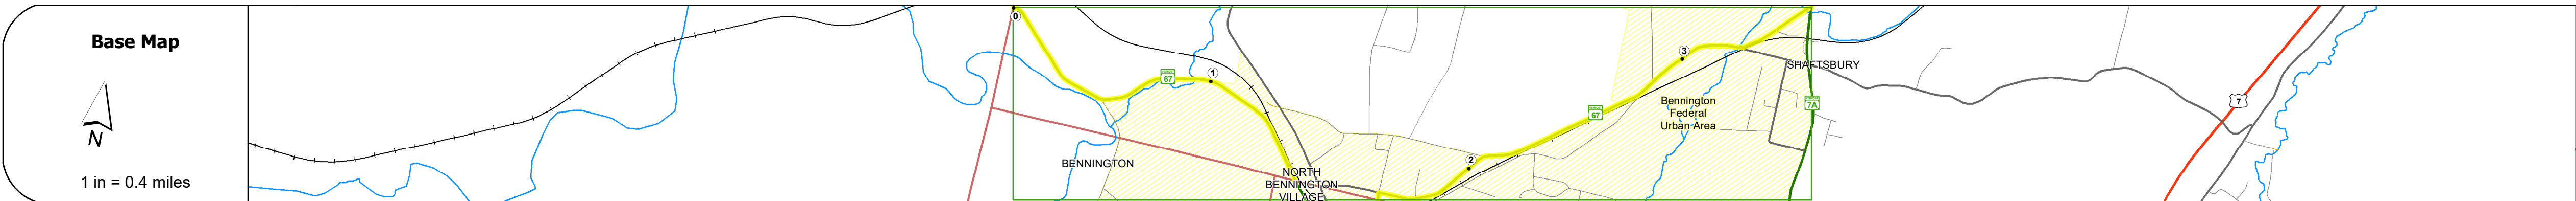 Base Map
N
1 in = 0.4 miles
0
67
1
BENNINGTON
NORTH
BENNINGTON
VILLAGE
2
67
3
Bennington
Federal
Urban Area
SHAFTSBURY
7A
7